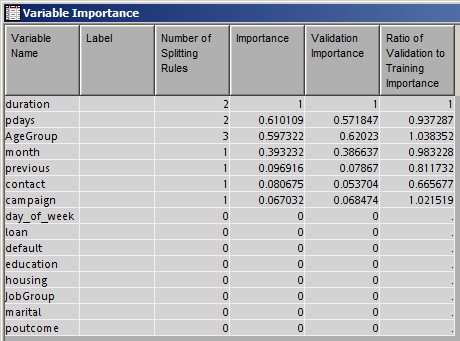 Variable Importance
Variable Name Label Number of Splitting Rules Importance Validation Importance Ratio of Validation to Training Importance
duration 2 1 1 1
pdays 2 0.610109 0.571847 0.937287
AgeGroup 3 0.597322 0.62023 1.038352
month 1 0.393232 0.386637 0.983228
previous 1 0.096916 0.07867 0.811732
contact 1 0.080675 0.053704 0.665677
campaign 1 0.067032 0.068474 1.021519
day_of_week 0 0 0 .
loan 0 0 0 .
default 0 0 0 .
education 0 0 0 .
housing 0 0 0 .
JobGroup 0 0 0 .
marital 0 0 0 .
poutcome 0 0 0 .